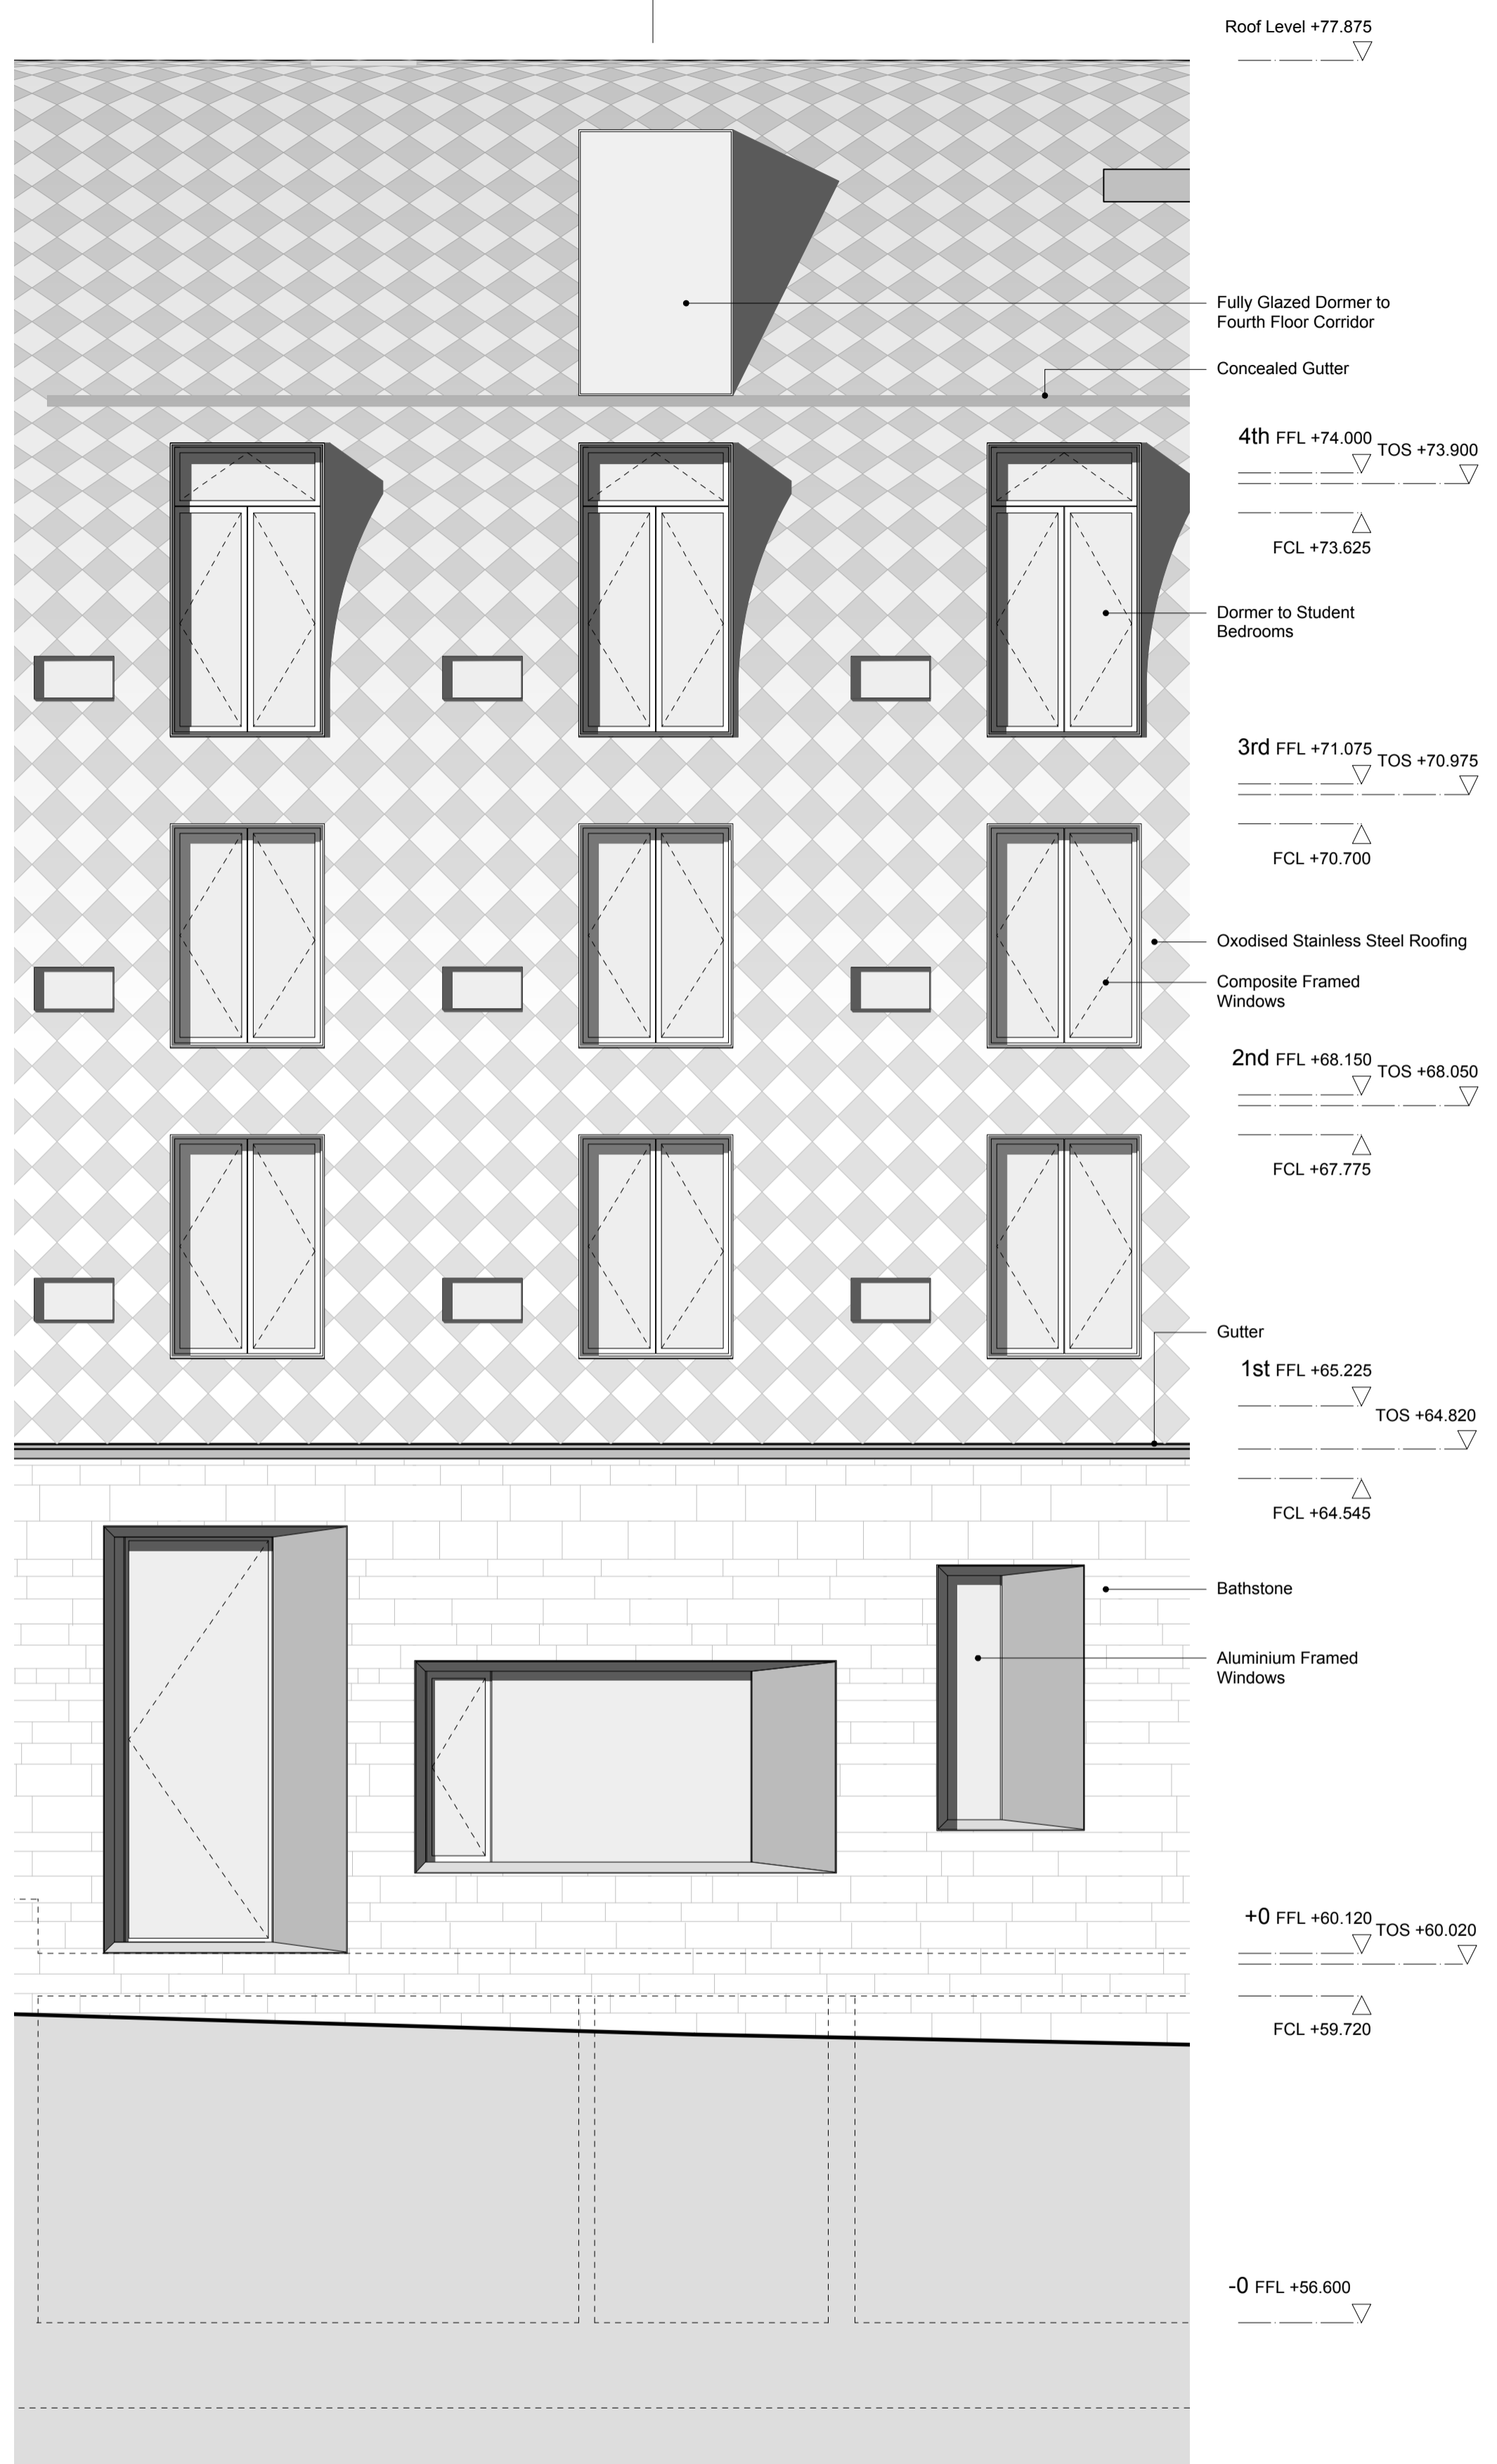 Roof Level +77.875
Fully Glazed Dormer to
Fourth Floor Corridor
Concealed Gutter
4th FFL +74.000
TOS +73.900
FCL +73.625
Dormer to Student
Bedrooms
3rd FFL +71.075
TOS +70.975
FCL +70.700
Oxodised Stainless Steel Roofing
Composite Framed
Windows
2nd FFL +68.150
TOS +68.050
FCL +67.775
Gutter
1st FFL +65.225
TOS +64.820
FCL +64.545
Bathstone
Aluminium Framed
Windows
+0 FFL +60.120
TOS +60.020
FCL +59.720
-0 FFL +56.600